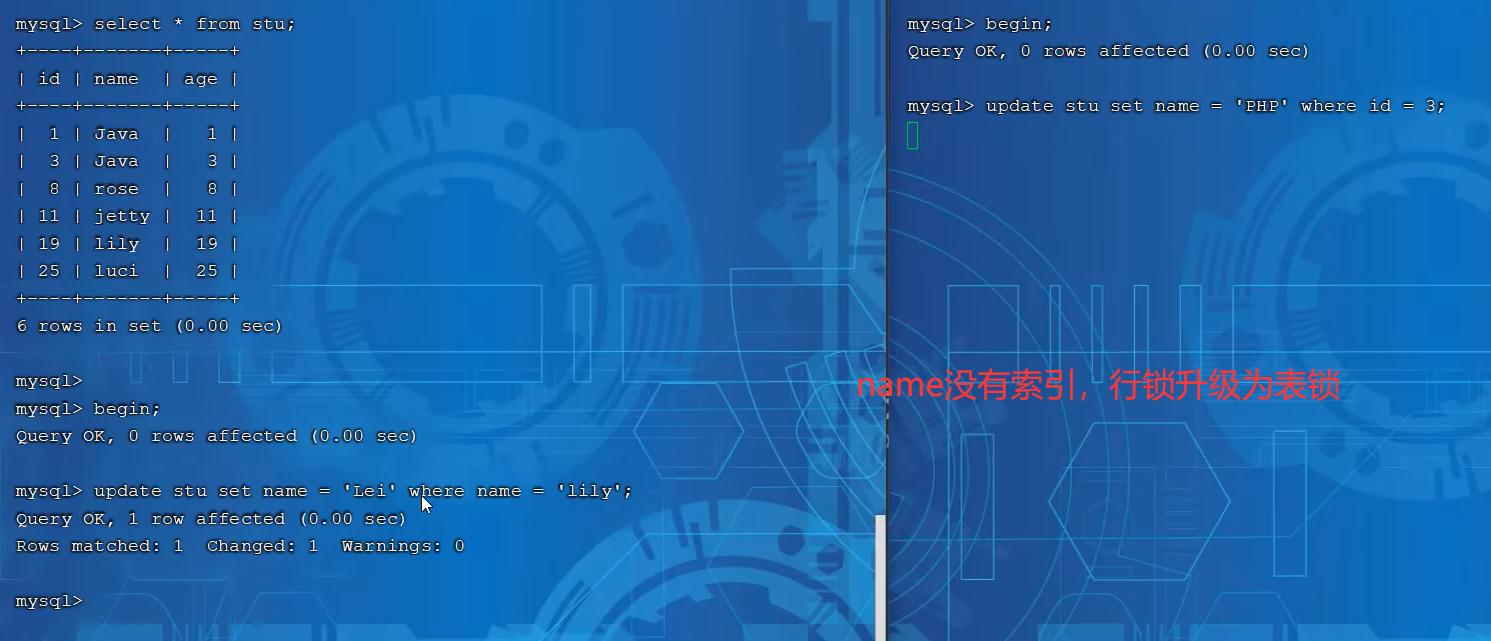 mysql> select * from stu;
+----+-------+-----+
| id | name  | age |
+----+-------+-----+
|  1 | Java  |   1 |
|  3 | Java  |   3 |
|  8 | rose  |   8 |
| 11 | jetty |  11 |
| 19 | lily  |  19 |
| 25 | luci  |  25 |
+----+-------+-----+
6 rows in set (0.00 sec)
mysql>
mysql> begin;
Query OK, 0 rows affected (0.00 sec)
mysql> update stu set name = 'Lei' where name = 'lily';
Query OK, 1 row affected (0.00 sec)
Rows matched: 1  Changed: 1  Warnings: 0
mysql>
mysql> begin;
Query OK, 0 rows affected (0.00 sec)
mysql> update stu set name = 'PHP' where id = 3;
name没有索引，行锁升级为表锁